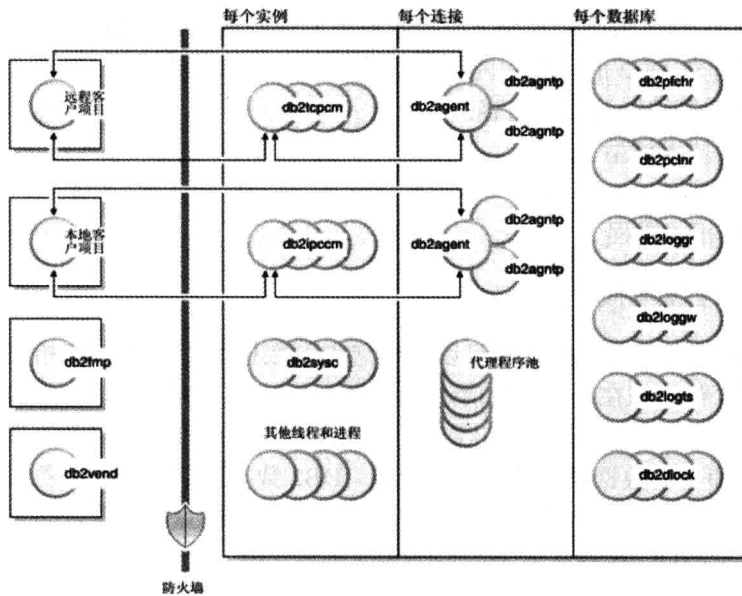 每个实例
每个连接
每个数据库
远程客
户项目
db2tcpcm
db2agent
db2agntp
db2agntp
db2pfchr
db2pclnr
本地客
户项目
db2ipccm
db2agent
db2agntp
db2agntp
db2loggr
db2loggw
db2fmp
db2sysc
代理程序池
db2logts
其他线程和进程
db2vend
db2dlock
防火墙